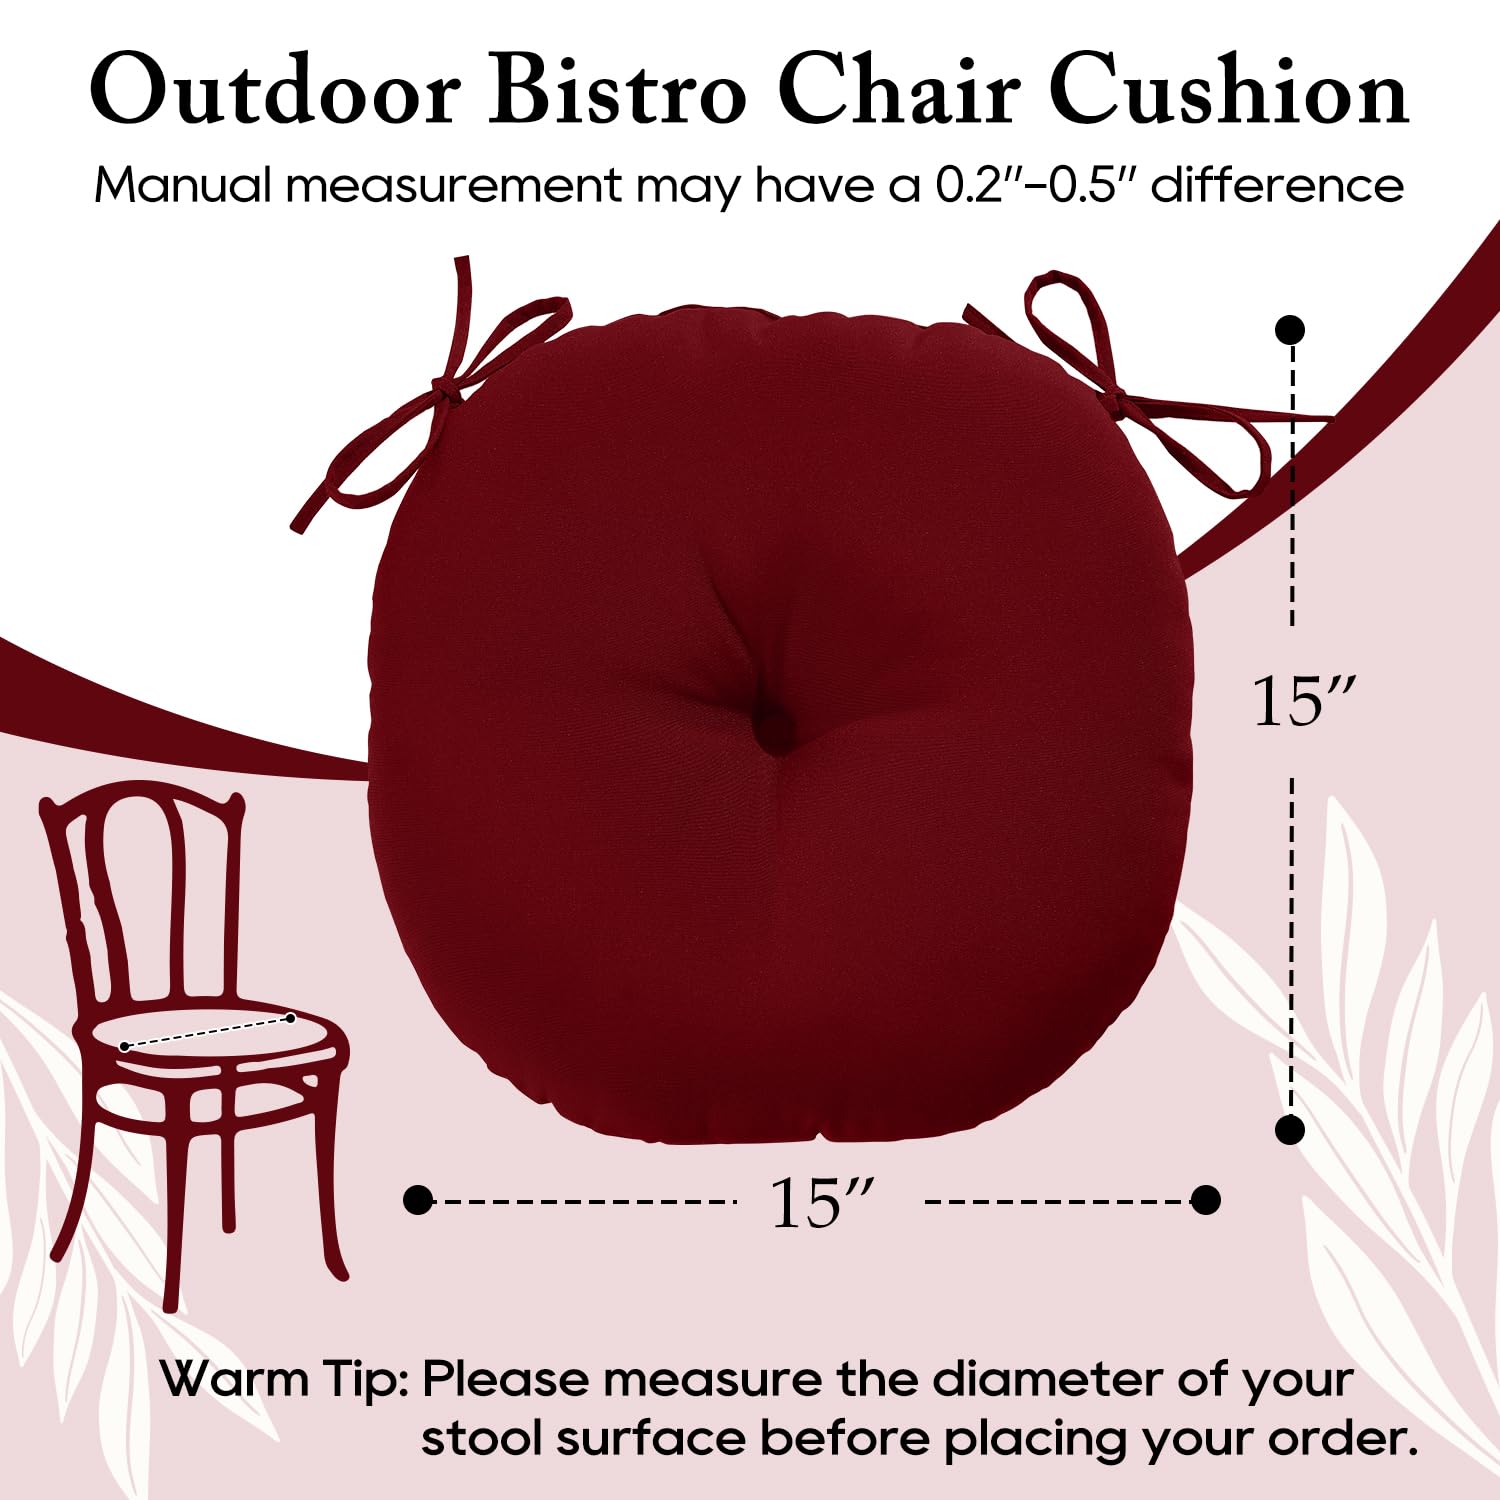 Outdoor Bistro Chair Cushion
Manual measurement may have a 0.2″-0.5″ difference
15″
15″
Warm Tip: Please measure the diameter of your
stool surface before placing your order.